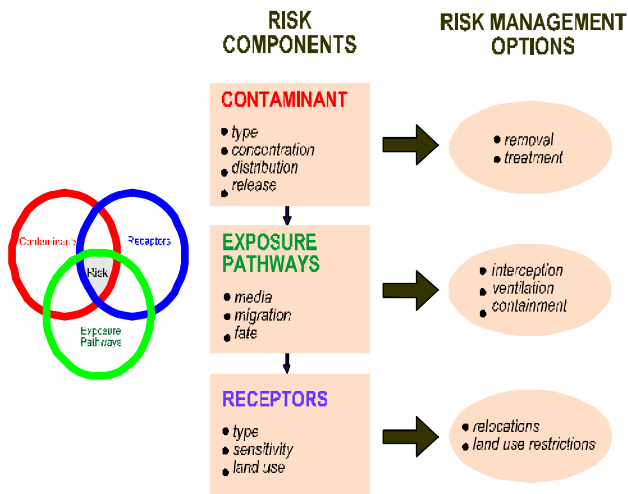 RISK
COMPONENTS
RISK MANAGEMENT
OPTIONS
CONTAMINANT
• type
• concentration
• distribution
• release
•
• removal
• treatment
Contaminants
Receptors
Risk
Exposure
Pathways
EXPOSURE
PATHWAYS
• media
• migration
• fate
• interception
• ventilation
• containment
RECEPTORS
• type
• sensitivity
• land use
• relocations
• land use restrictions